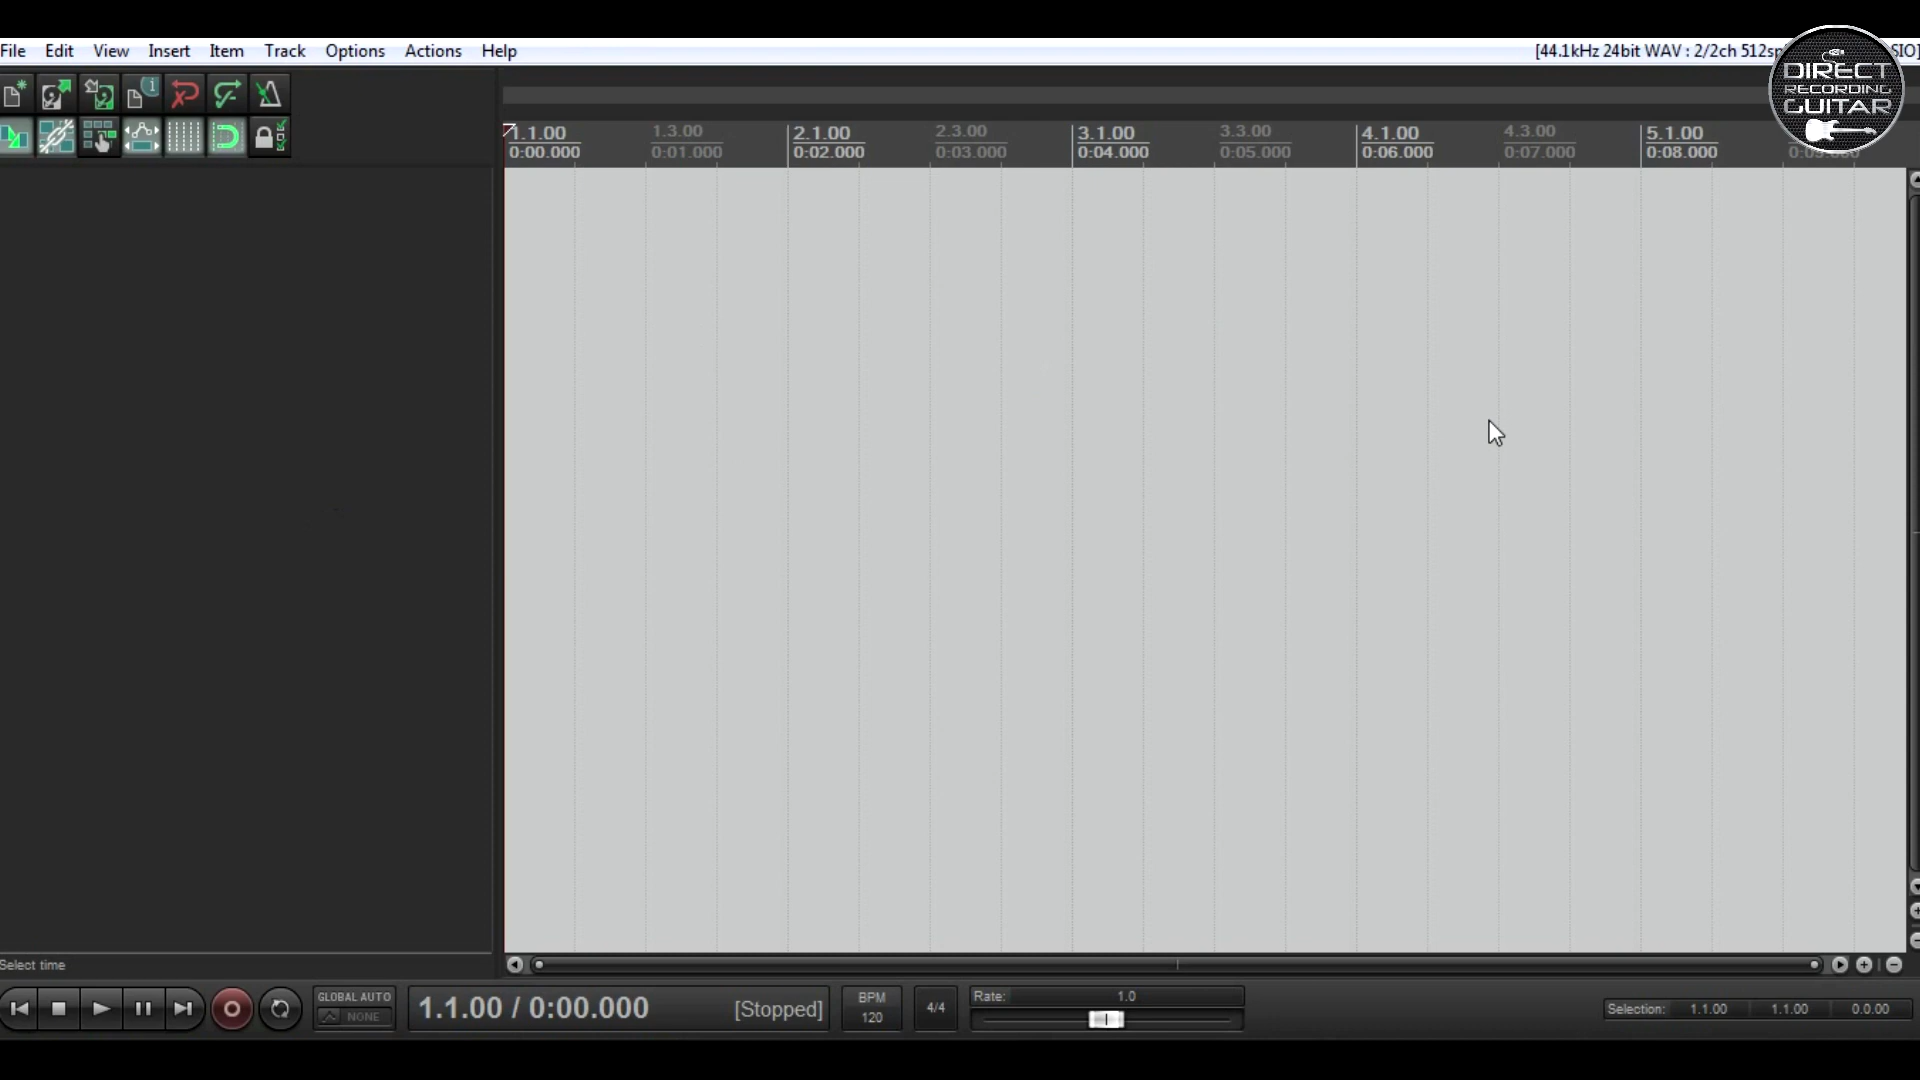 File Edit View Insert Item Track Options Actions Help
[44.1kHz 24bit WAV : 2/2ch 512sp SIO]
DIRECT
RECORDING
GUITAR
1.1.00 1.3.00 2.1.00 2.3.00 3.1.00 3.3.00 4.1.00 4.3.00 5.1.00
0:00.000 0:01.000 0:02.000 0:03.000 0:04.000 0:05.000 0:06.000 0:07.000 0:08.000
Select time
GLOBAL AUTO
NONE
1.1.00 / 0:00.000 [Stopped]
BPM
120
4/4
Rate: 1.0
Selection: 1.1.00 1.1.00 0.0.00